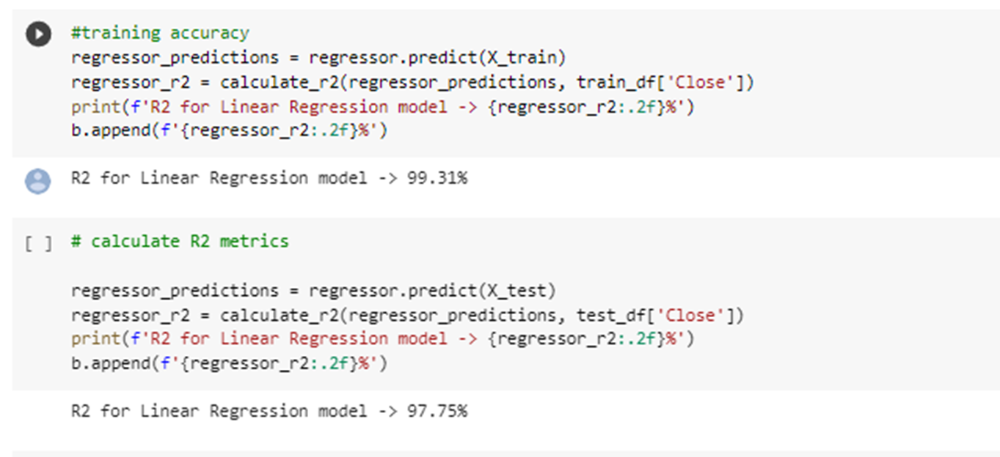 #training accuracy
regressor_predictions = regressor.predict(X_train)
regressor_r2 = calculate_r2(regressor_predictions, train_df['Close'])
print(f'R2 for Linear Regression model -> {regressor_r2:.2f}%')
b.append(f'{regressor_r2:.2f}%')
R2 for Linear Regression model -> 99.31%
[ ] # calculate R2 metrics
regressor_predictions = regressor.predict(X_test)
regressor_r2 = calculate_r2(regressor_predictions, test_df['Close'])
print(f'R2 for Linear Regression model -> {regressor_r2:.2f}%')
b.append(f'{regressor_r2:.2f}%')
R2 for Linear Regression model -> 97.75%